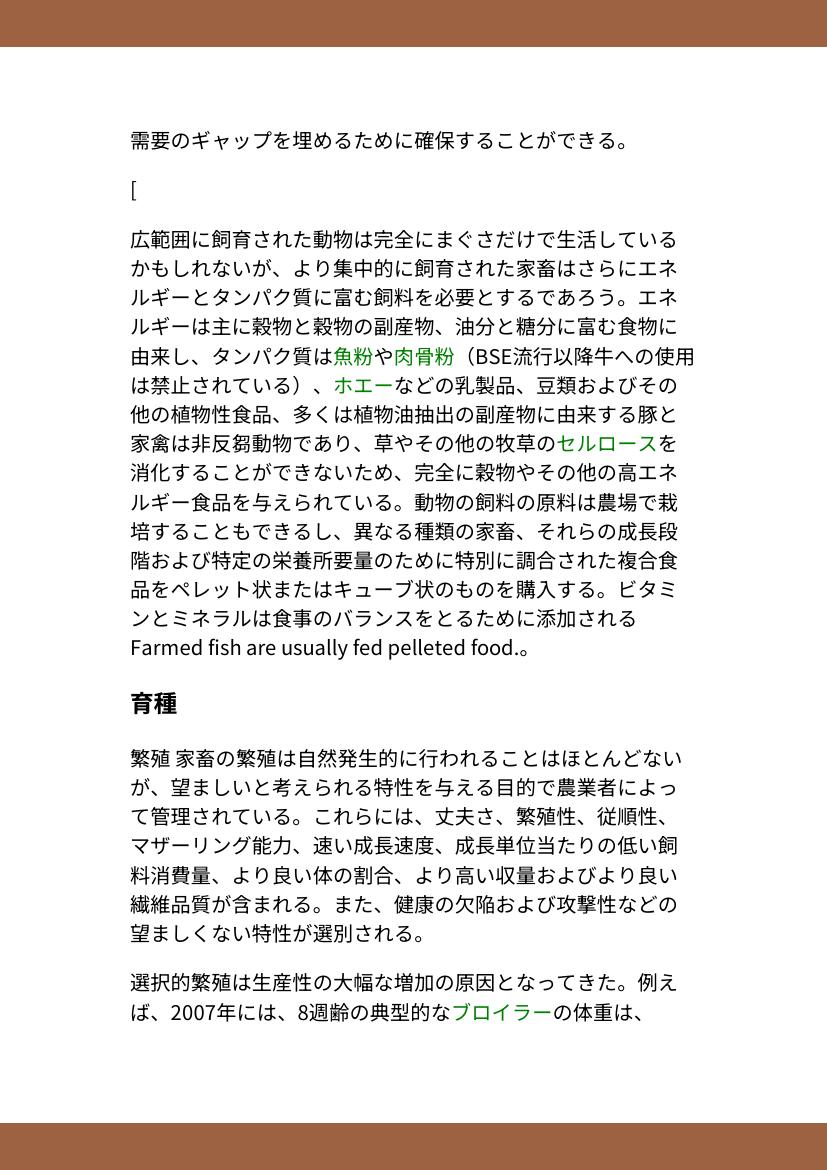 需要のギャップを埋めるために確保することができる。
[
広範囲に飼育された動物は完全にまぐさだけで生活している
かもしれないが、より集中的に飼育された家畜はさらにエネ
ルギーとタンパク質に富む飼料を必要とするであろう。エネ
ルギーは主に穀物と穀物の副産物、油分と糖分に富む食物に
由来し、タンパク質は魚粉や肉骨粉（BSE流行以降牛への使用
は禁止されている）、ホエーなどの乳製品、豆類およびその
他の植物性食品、多くは植物油抽出の副産物に由来する豚と
家禽は非反芻動物であり、草やその他の牧草のセルロースを
消化することができないため、完全に穀物やその他の高エネ
ルギー食品を与えられている。動物の飼料の原料は農場で栽
培することもできるし、異なる種類の家畜、それらの成長段
階および特定の栄養所要量のために特別に調合された複合食
品をペレット状またはキューブ状のものを購入する。ビタミ
ンとミネラルは食事のバランスをとるために添加される
Farmed fish are usually fed pelleted food.。
育種
繁殖 家畜の繁殖は自然発生的に行われることはほとんどない
が、望ましいと考えられる特性を与える目的で農業者によっ
て管理されている。これらには、丈夫さ、繁殖性、従順性、
マザーリング能力、速い成長速度、成長単位当たりの低い飼
料消費量、より良い体の割合、より高い収量およびより良い
繊維品質が含まれる。また、健康の欠陥および攻撃性などの
望ましくない特性が選別される。
選択的繁殖は生産性の大幅な増加の原因となってきた。例え
ば、2007年には、8週齢の典型的なブロイラーの体重は、